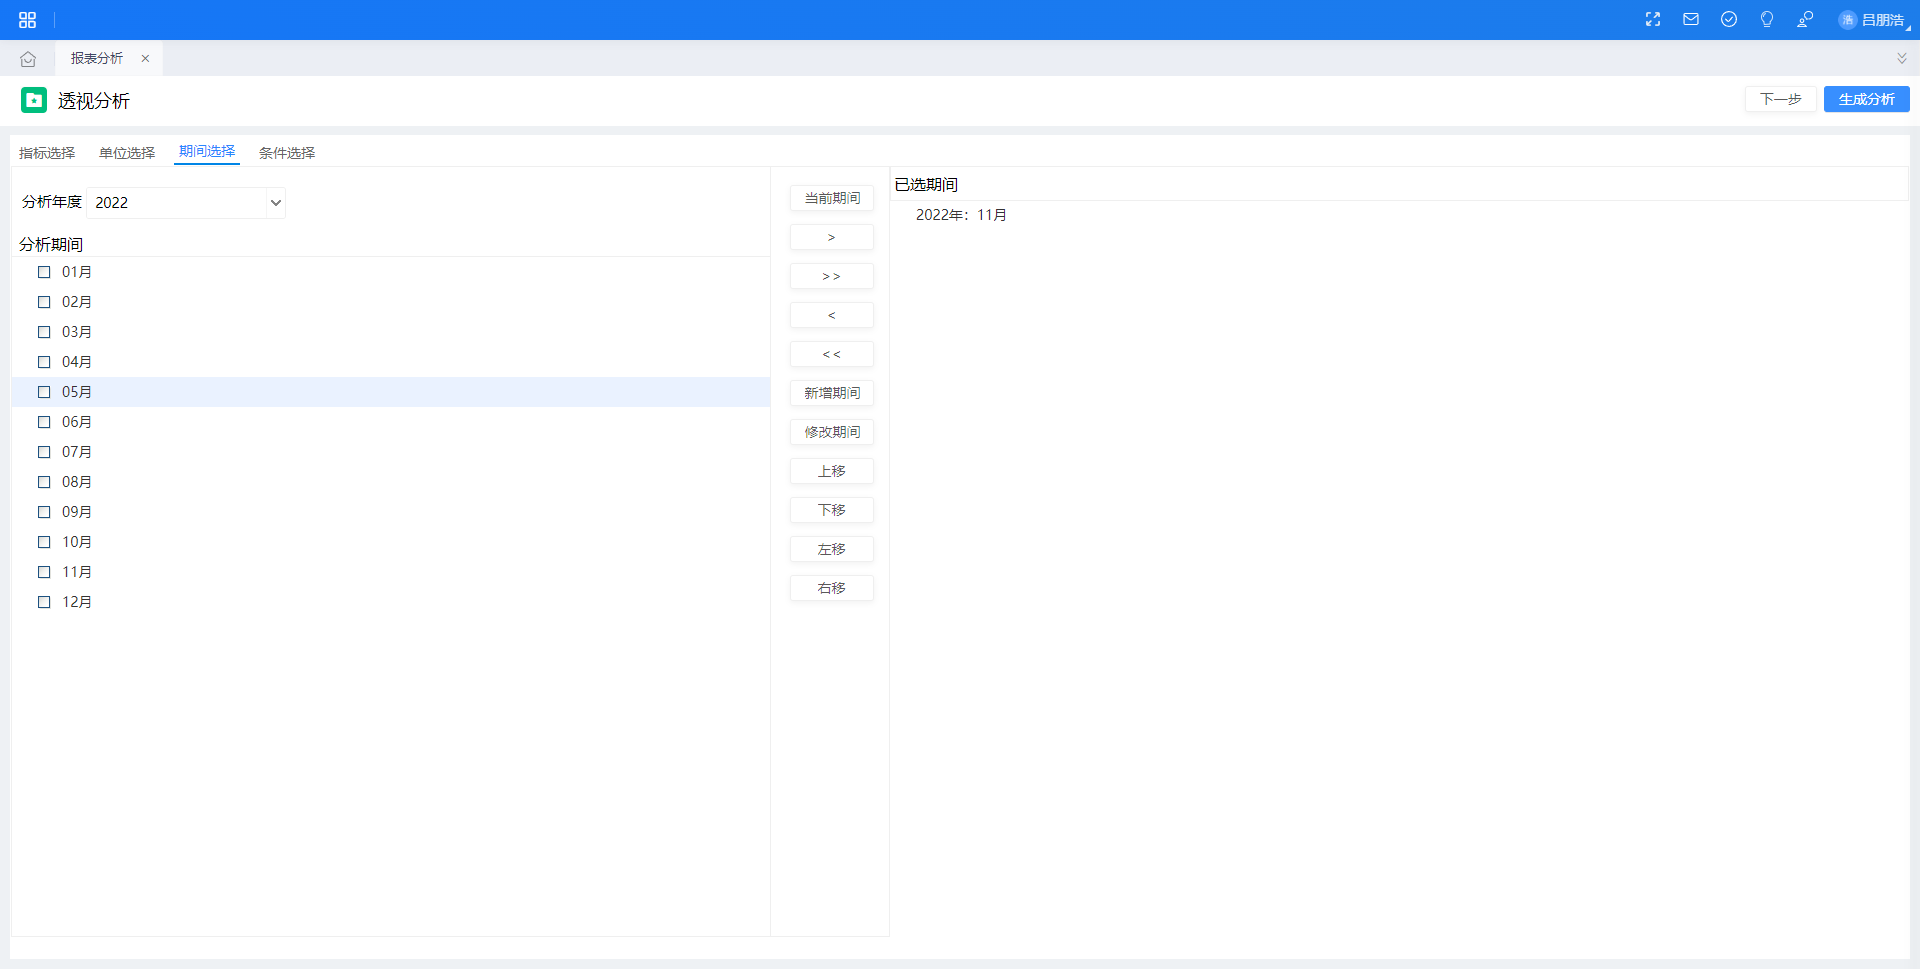 浩 吕朋浩
报表分析 ×
透视分析
下一步 生成分析
指标选择 单位选择 期间选择 条件选择
分析年度 2022
分析期间
01月
02月
03月
04月
05月
06月
07月
08月
09月
10月
11月
12月
当前期间
>
>>
<
<<
新增期间
修改期间
上移
下移
左移
右移
已选期间
2022年：11月